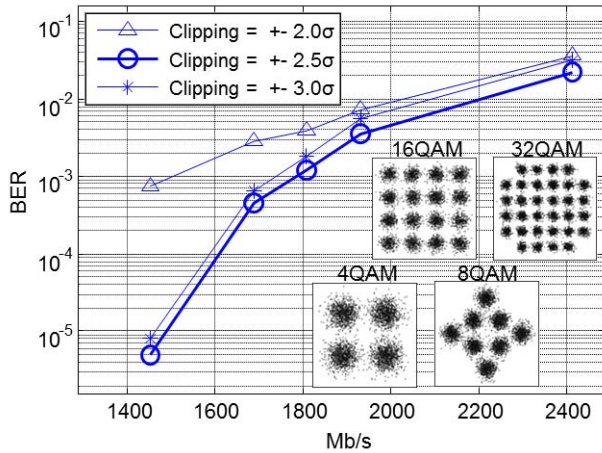 10^-1
10^-2
10^-3
10^-4
10^-5
BER
Clipping = +- 2.0σ
Clipping = +- 2.5σ
Clipping = +- 3.0σ
16QAM 32QAM
4QAM 8QAM
1400 1600 1800 2000 2200 2400
Mb/s